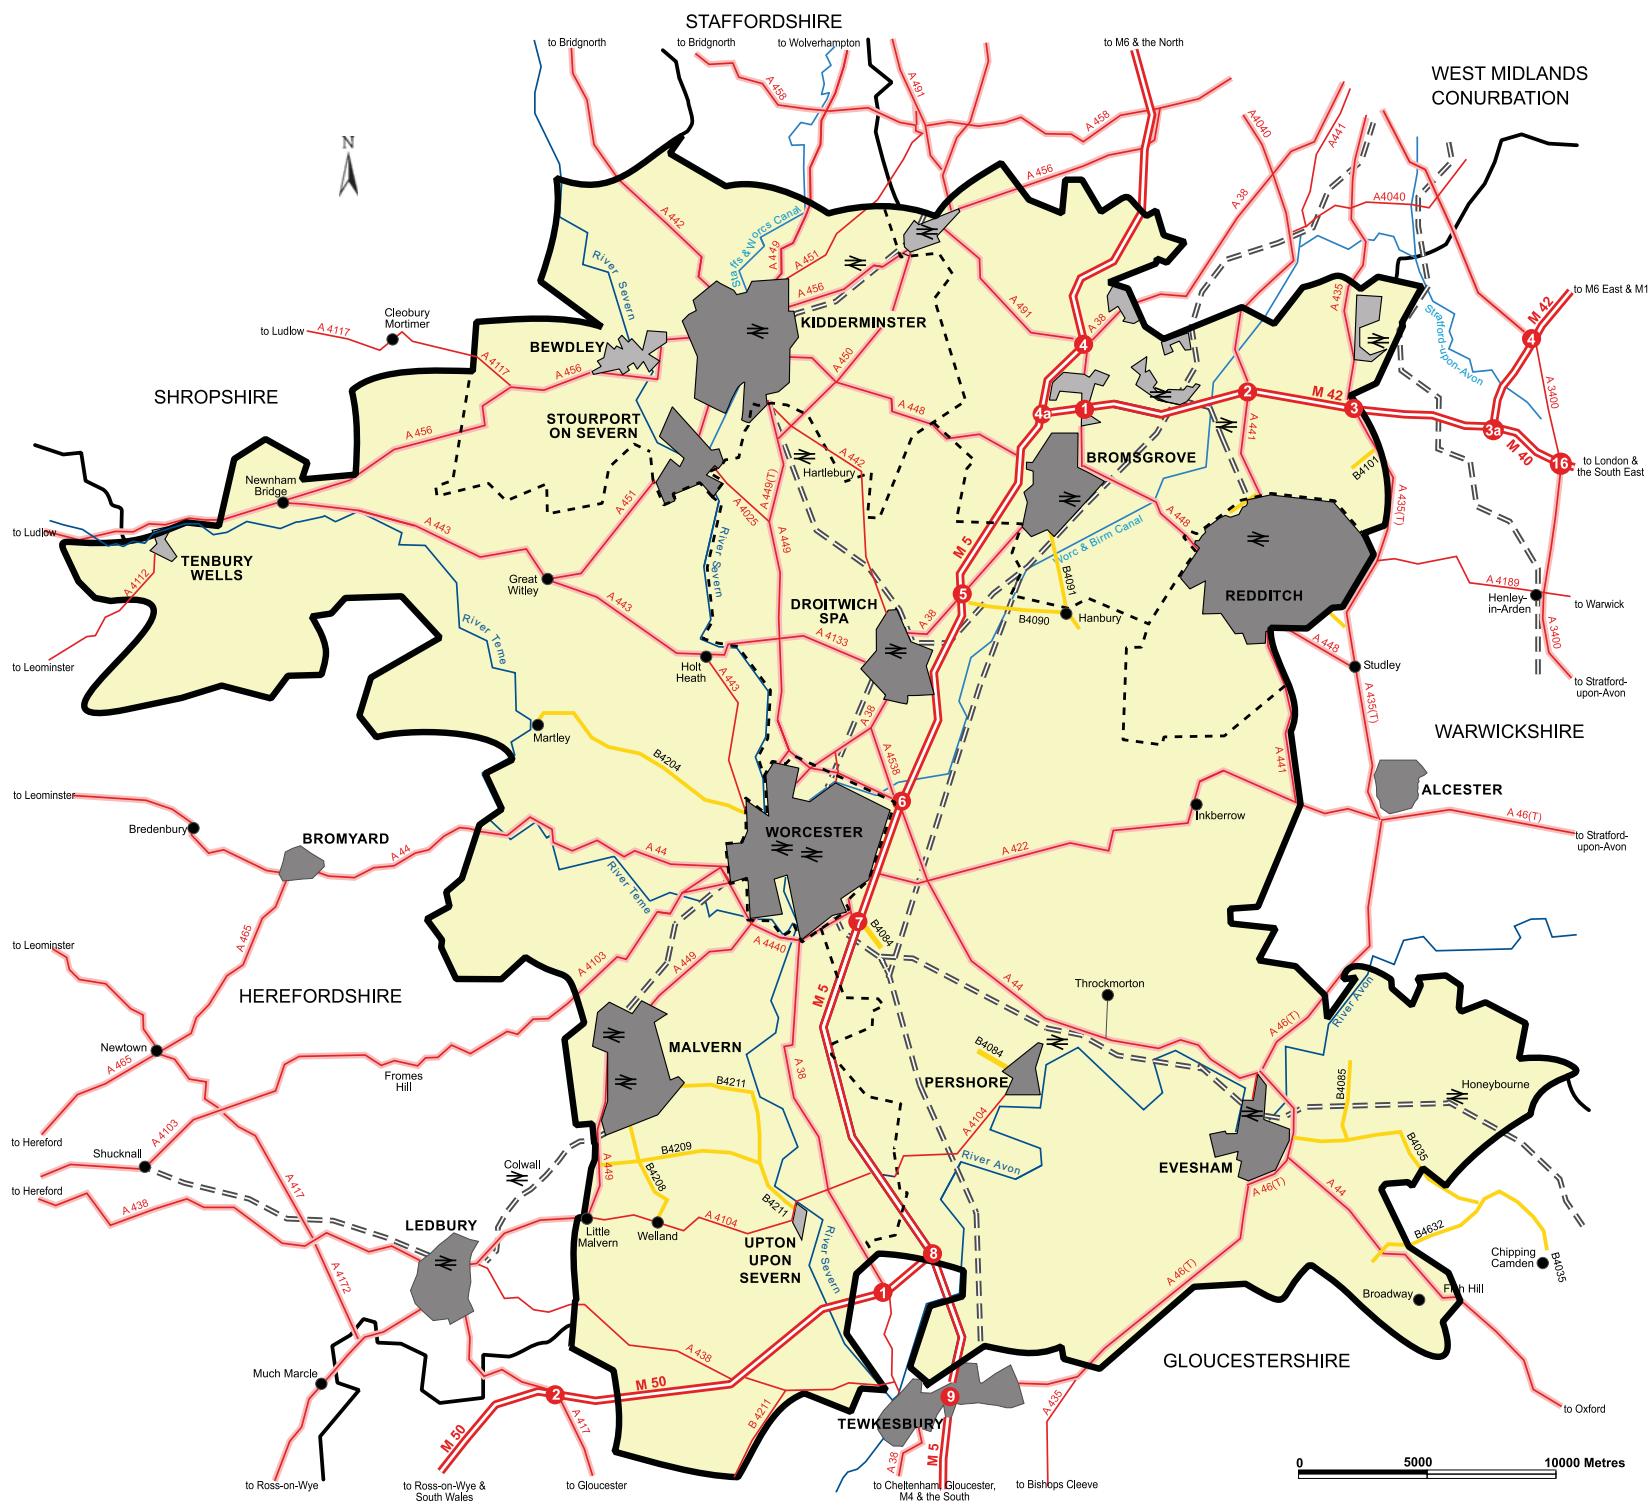 STAFFORDSHIRE
to Bridgnorth
to Bridgnorth
to Wolverhampton
to M6 & the North
WEST MIDLANDS
CONURBATION
N
A 458
A 491
A 458
A4040
A441
A 456
A 38
A4040
A 442
Staffs & Worcs Canal
A 449
A 451
River Severn
A 456
A 491
A 38
A 435
to M6 East & M1
M 42
Stratford-upon-Avon
Cleobury
Mortimer
to Ludlow
A 4117
A 4117
KIDDERMINSTER
BEWDLEY
A 456
A 450
4
4
SHROPSHIRE
A 3400
STOURPORT
ON SEVERN
A 448
4a
1
2
M 42
3
3a
M 40
16
to London &
the South East
A 456
A 441
BROMSGROVE
B4101
A 442
Hartlebury
A 449(T)
Newnham
Bridge
A 451
A 4025
A 448
A 435(T)
to Ludlow
A 443
A 449
River Severn
M 5
Worc & Birm Canal
TENBURY
WELLS
A 4112
Great
Witley
B4091
A 4189
REDDITCH
Henley-
in-Arden
to Warwick
DROITWICH
SPA
5
A 443
A 38
B4090
Hanbury
River Teme
A 4133
A 448
A 3400
to Leominster
Holt
Heath
A 443
Studley
to Stratford-
upon-Avon
Martley
A 38
A 435(T)
WARWICKSHIRE
B4204
A 4538
A 441
ALCESTER
to Leominster
6
Inkberrow
A 46(T)
Bredenbury
BROMYARD
WORCESTER
to Stratford-
upon-Avon
A 44
A 44
A 422
River Teme
7
B4084
A 465
to Leominster
A 4440
A 4103
A 449
A 44
HEREFORDSHIRE
M 5
Throckmorton
River Avon
A 46(T)
Newtown
MALVERN
B4084
A 465
Fromes
Hill
A 38
PERSHORE
B4211
B4085
Honeybourne
A 4104
to Hereford
A 4103
Shucknall
B4209
B4035
Colwall
A 449
B4208
River Avon
EVESHAM
A 417
to Hereford
A 438
A 46(T)
A 44
B4211
LEDBURY
Little
Malvern
Welland
A 4104
UPTON
UPON
SEVERN
River Severn
B4632
Chipping
Camden
B4035
8
A 4172
A 46(T)
1
Broadway
Fish Hill
A 438
GLOUCESTERSHIRE
Much Marcle
2
M 50
9
A 435
to Oxford
TEWKESBURY
A 417
B 4211
M 50
M 5
A 38
0
5000
10000 Metres
to Ross-on-Wye
to Ross-on-Wye &
South Wales
to Gloucester
to Cheltenham, Gloucester,
M4 & the South
to Bishops Cleeve